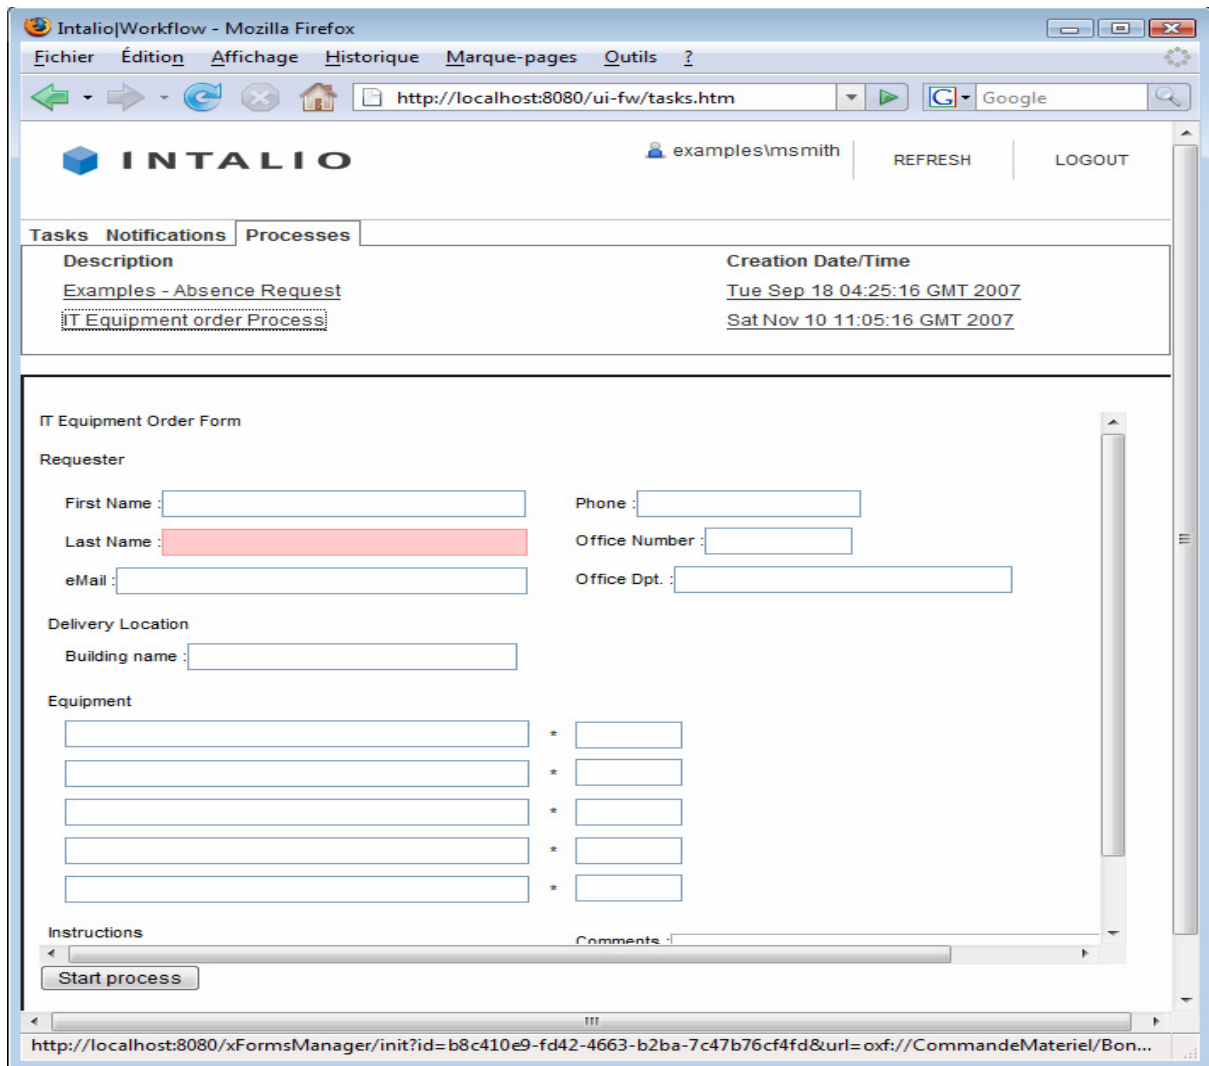 Intalio|Workflow - Mozilla Firefox
Fichier Édition Affichage Historique Marque-pages Outils ?
http://localhost:8080/ui-fw/tasks.htm G Google
INTALIO examples\msmith REFRESH LOGOUT
Tasks Notifications Processes
Description Creation Date/Time
Examples - Absence Request Tue Sep 18 04:25:16 GMT 2007
IT Equipment order Process Sat Nov 10 11:05:16 GMT 2007
IT Equipment Order Form
Requester
First Name : Phone :
Last Name : Office Number :
eMail : Office Dpt. :
Delivery Location
Building name :
Equipment
*
*
*
*
*
Instructions Comments :
Start process
http://localhost:8080/xFormsManager/init?id=b8c410e9-fd42-4663-b2ba-7c47b76cf4fd&url=oxf://CommandeMateriel/Bon...